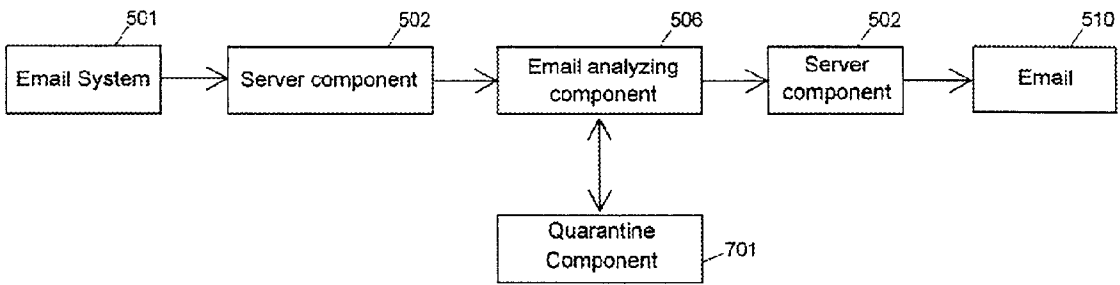 501
502
506
502
510
Email System
Server component
Email analyzing
component
Server
component
Email
Quarantine
Component
701